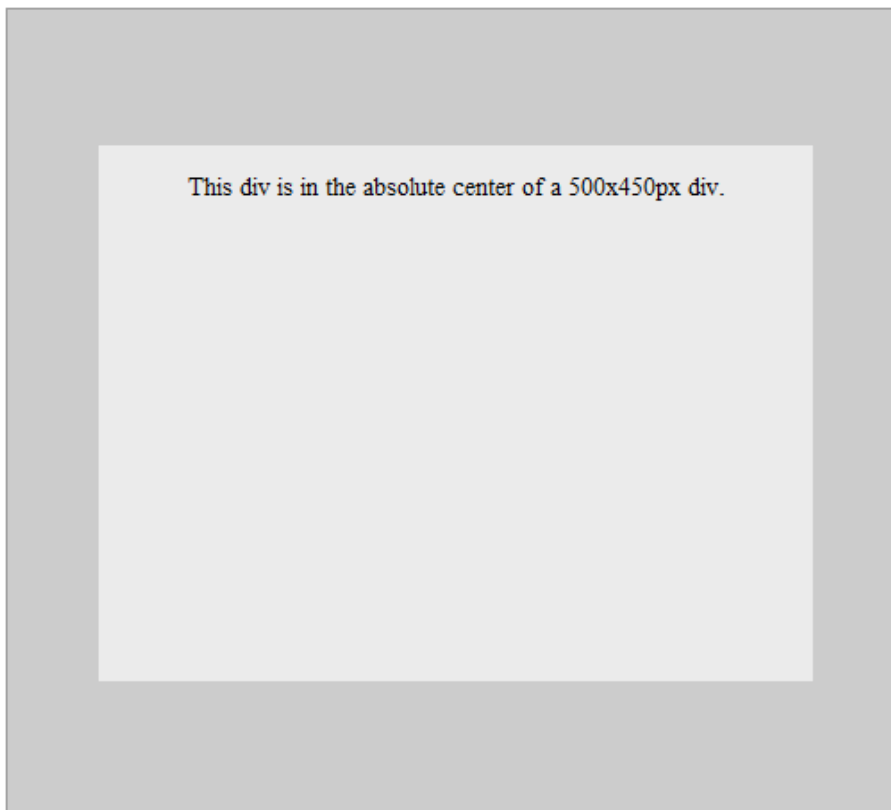 This div is in the absolute center of a 500x450px div.